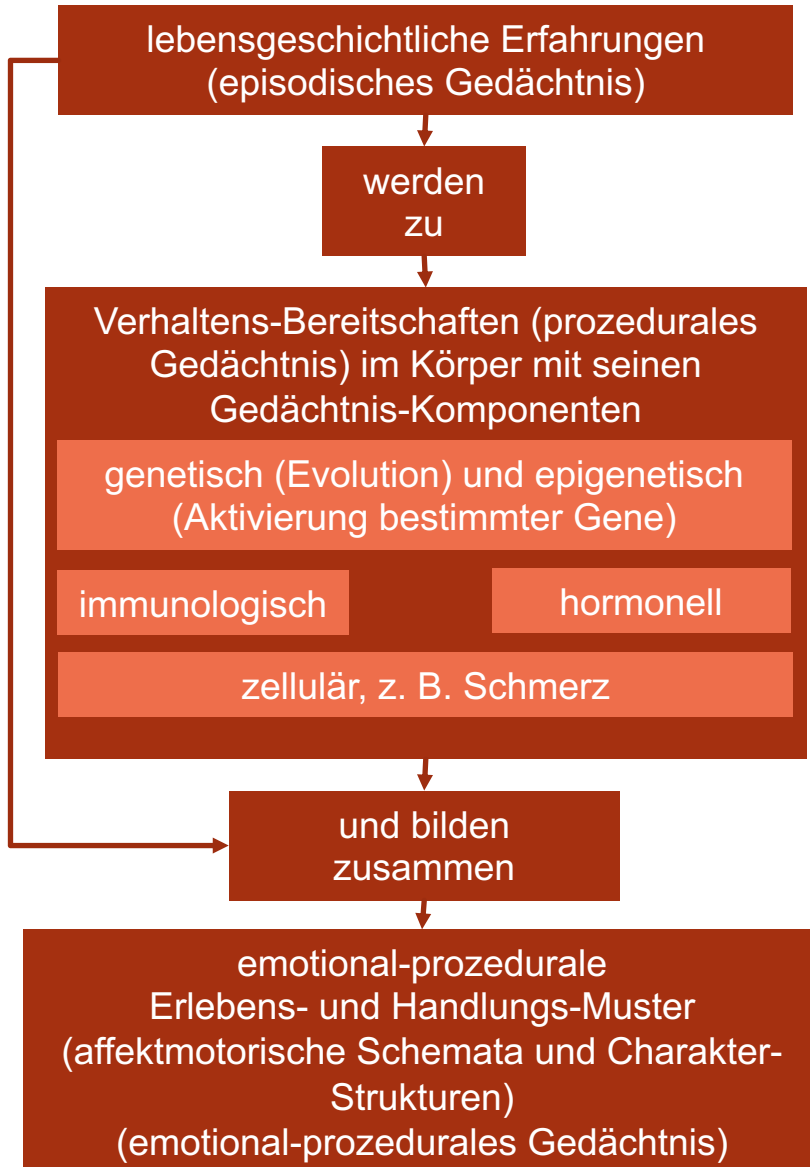 lebensgeschichtliche Erfahrungen
(episodisches Gedächtnis)
werden
zu
Verhaltens-Bereitschaften (prozedurales
Gedächtnis) im Körper mit seinen
Gedächtnis-Komponenten
genetisch (Evolution) und epigenetisch
(Aktivierung bestimmter Gene)
immunologisch
hormonell
zellulär, z. B. Schmerz
und bilden
zusammen
emotional-prozedurale
Erlebens- und Handlungs-Muster
(affektmotorische Schemata und Charakter-
Strukturen)
(emotional-prozedurales Gedächtnis)